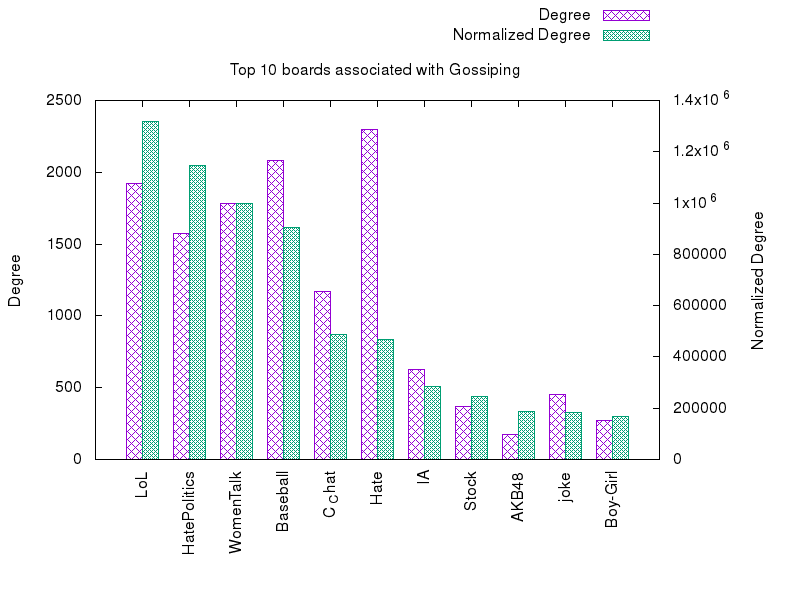 Degree
Normalized Degree
Top 10 boards associated with Gossiping
2500
2000
1500
1000
500
0
1.4x10 6
1.2x10 6
1x10 6
800000
600000
400000
200000
0
Degree
Normalized Degree
LoL
HatePolitics
WomenTalk
Baseball
C Chat
Hate
IA
Stock
AKB48
joke
Boy-Girl